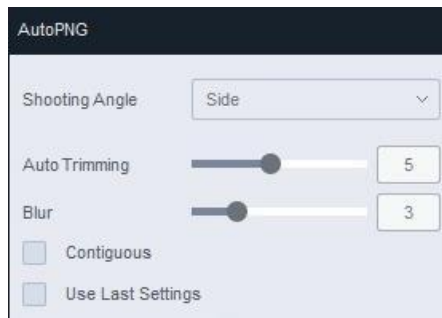 AutoPNG
Shooting Angle Side
Auto Trimming 5
Blur 3
Contiguous
Use Last Settings